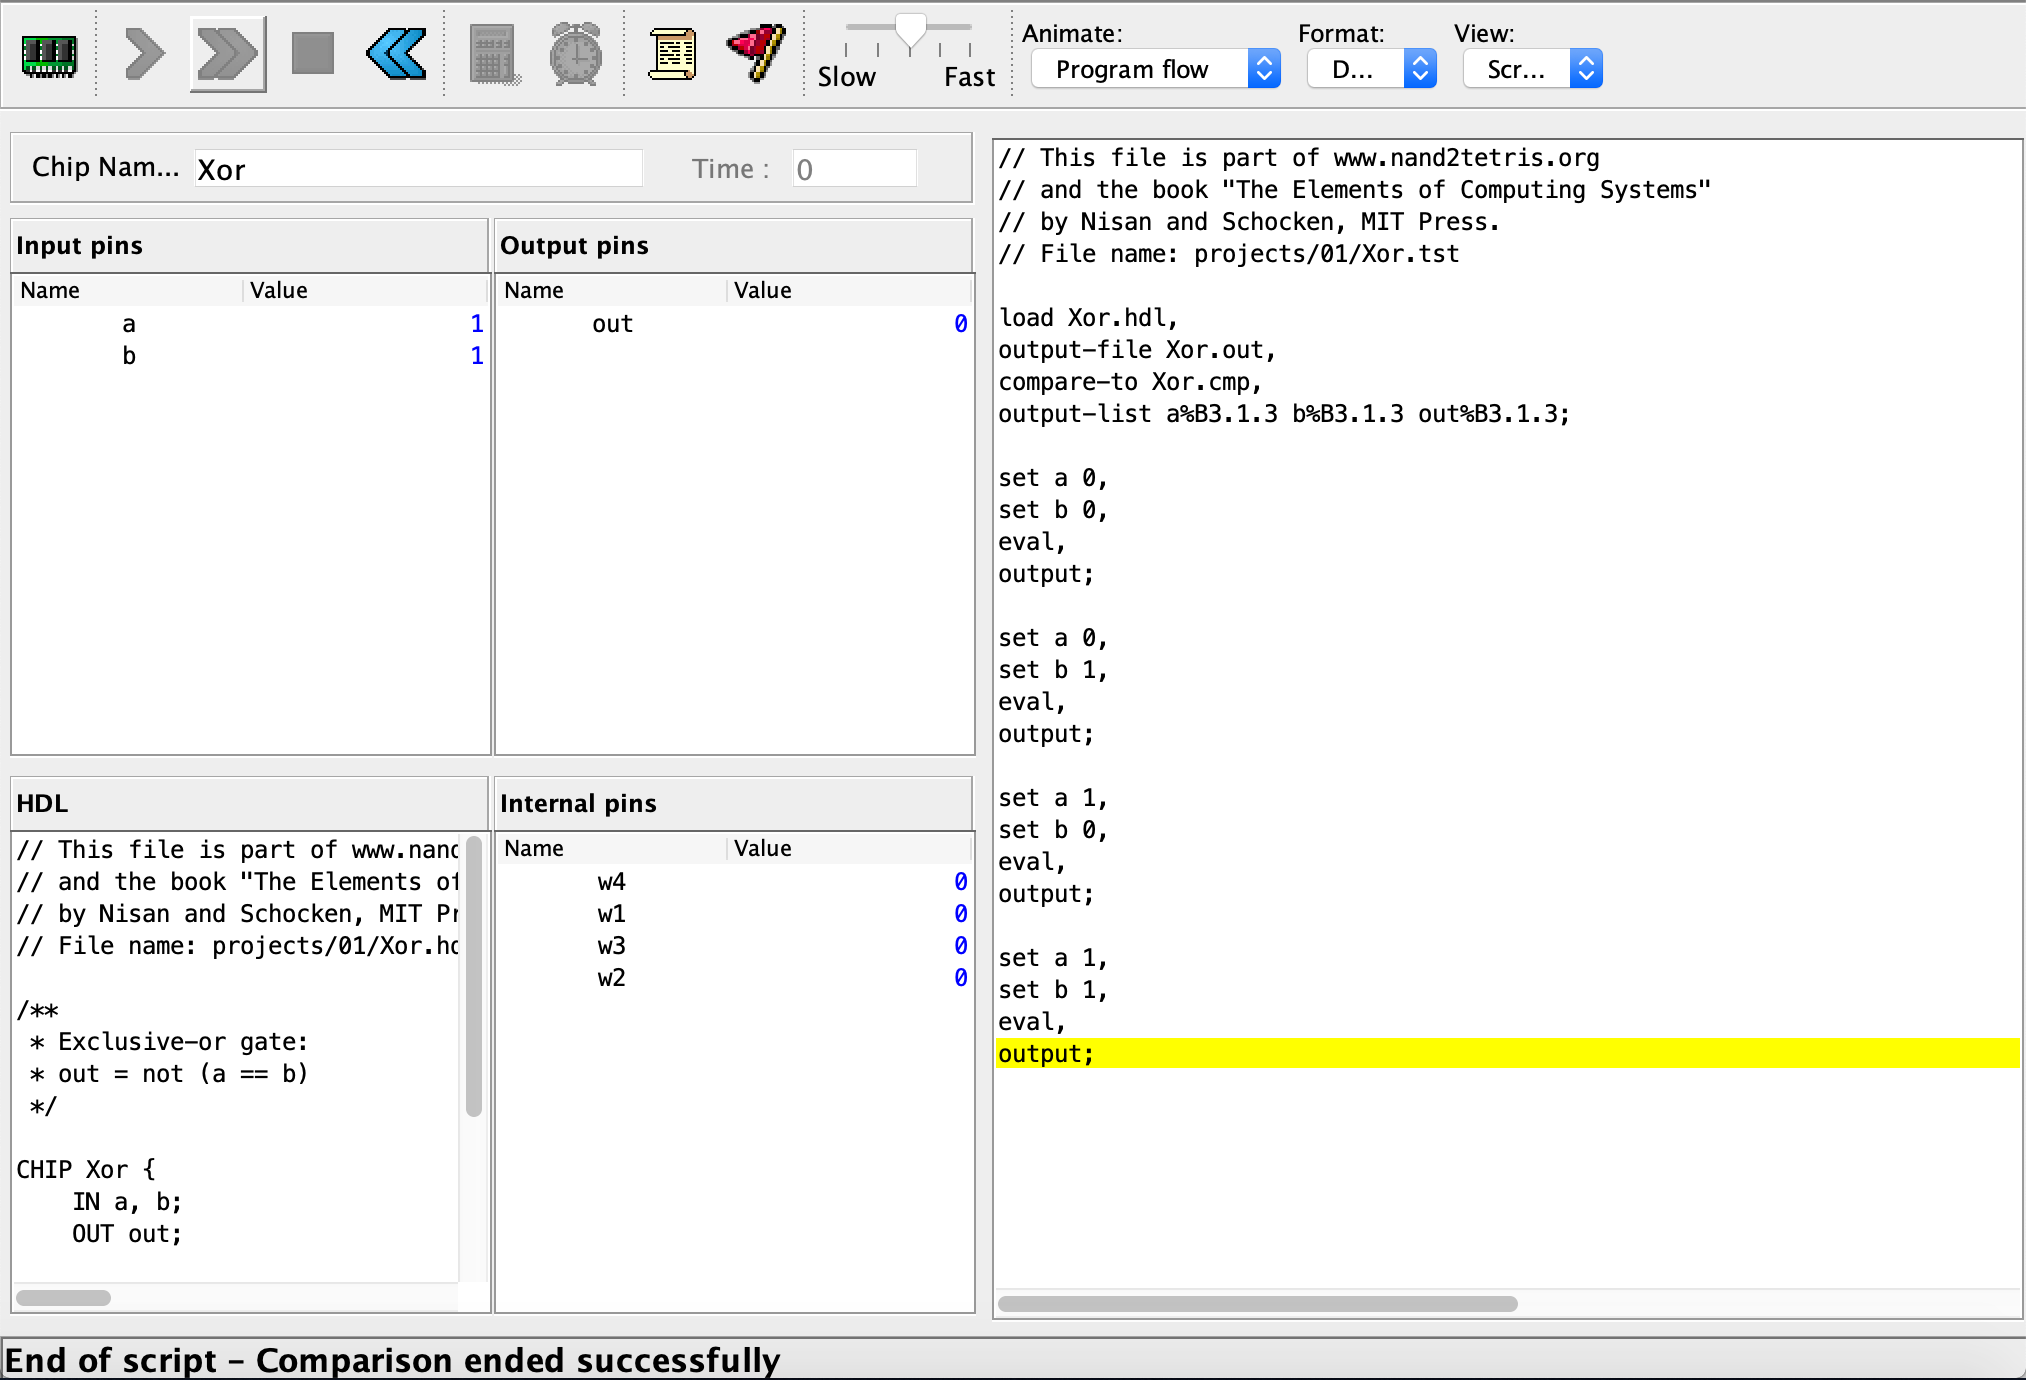 Slow Fast
Animate:
Program flow
Format:
D...
View:
Scr...
Chip Nam... Xor Time : 0
Input pins
Name Value
a 1
b 1
Output pins
Name Value
out 0
HDL
// This file is part of www.nand
// and the book "The Elements of
// by Nisan and Schocken, MIT Pr
// File name: projects/01/Xor.hd
/**
* Exclusive-or gate:
* out = not (a == b)
*/
CHIP Xor {
IN a, b;
OUT out;
Internal pins
Name Value
w4 0
w1 0
w3 0
w2 0
// This file is part of www.nand2tetris.org
// and the book "The Elements of Computing Systems"
// by Nisan and Schocken, MIT Press.
// File name: projects/01/Xor.tst
load Xor.hdl,
output-file Xor.out,
compare-to Xor.cmp,
output-list a%B3.1.3 b%B3.1.3 out%B3.1.3;
set a 0,
set b 0,
eval,
output;
set a 0,
set b 1,
eval,
output;
set a 1,
set b 0,
eval,
output;
set a 1,
set b 1,
eval,
output;
End of script - Comparison ended successfully